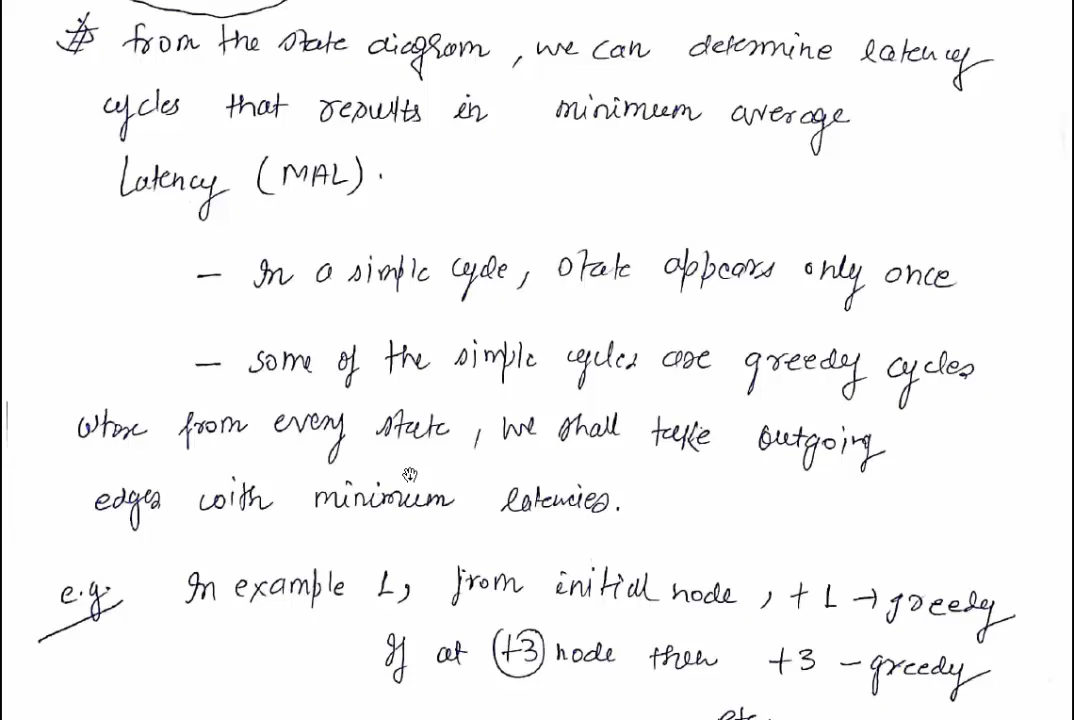 # from the state diagram, we can determine latency
cycles that results in minimum average
Latency (MAL).
- In a simple cycle, state appears only once
- some of the simple cycles are greedy cycles
where from every state, we shall take outgoing
edges with minimum latencies.
e.g. In example 1, from initial node, +1 → greedy
If at +3 node then +3 - greedy
etc